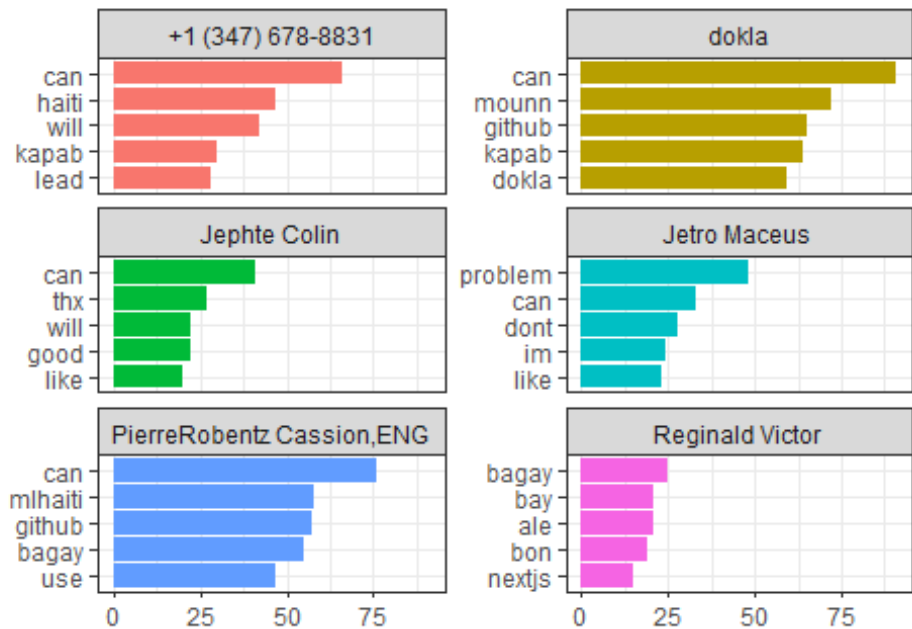 +1 (347) 678-8831
can
haiti
will
kapab
lead
dokla
can
mounn
github
kapab
dokla
Jephte Colin
can
thx
will
good
like
Jetro Maceus
problem
can
dont
im
like
PierreRobentz Cassion,ENG
can
mlhaiti
github
bagay
use
0 25 50 75
Reginald Victor
bagay
bay
ale
bon
nextjs
0 25 50 75